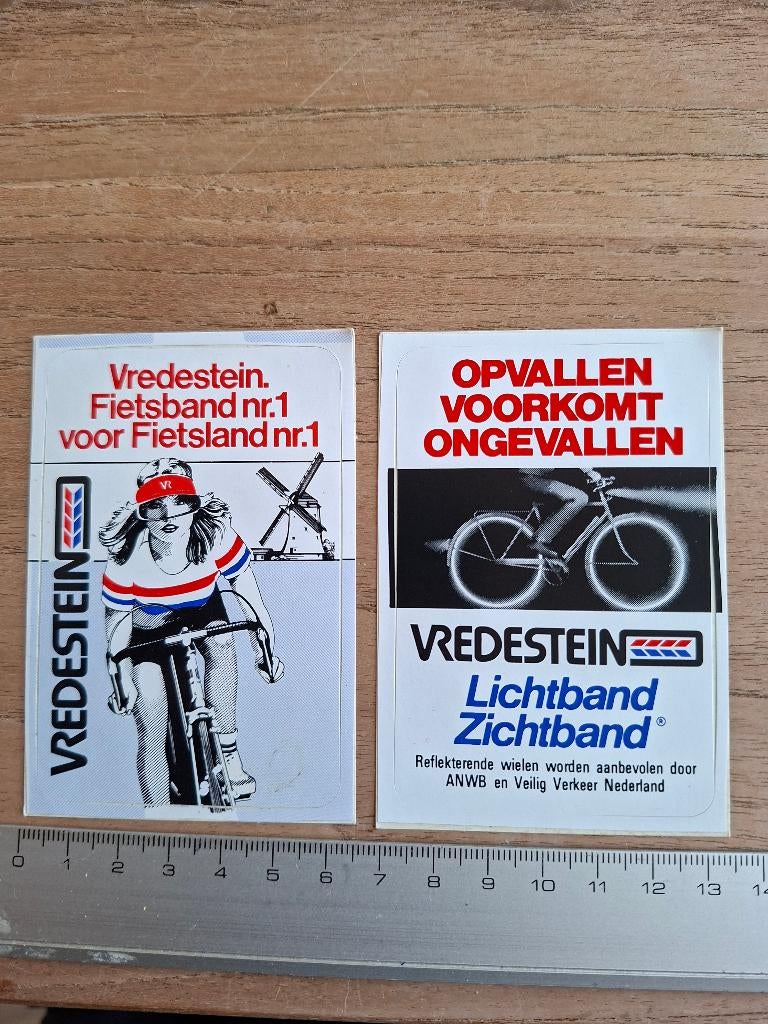 Vredestein.
Fietsband nr.1
voor Fietsland nr.1
VR
VREDESTEIN
OPVALLEN
VOORKOMT
ONGEVALLEN
VREDESTEIN
Lichtband
Zichtband®
Reflekterende wielen worden aanbevolen door
ANWB en Veilig Verkeer Nederland
0 1 2 3 4 5 6 7 8 9 10 11 12 13 14